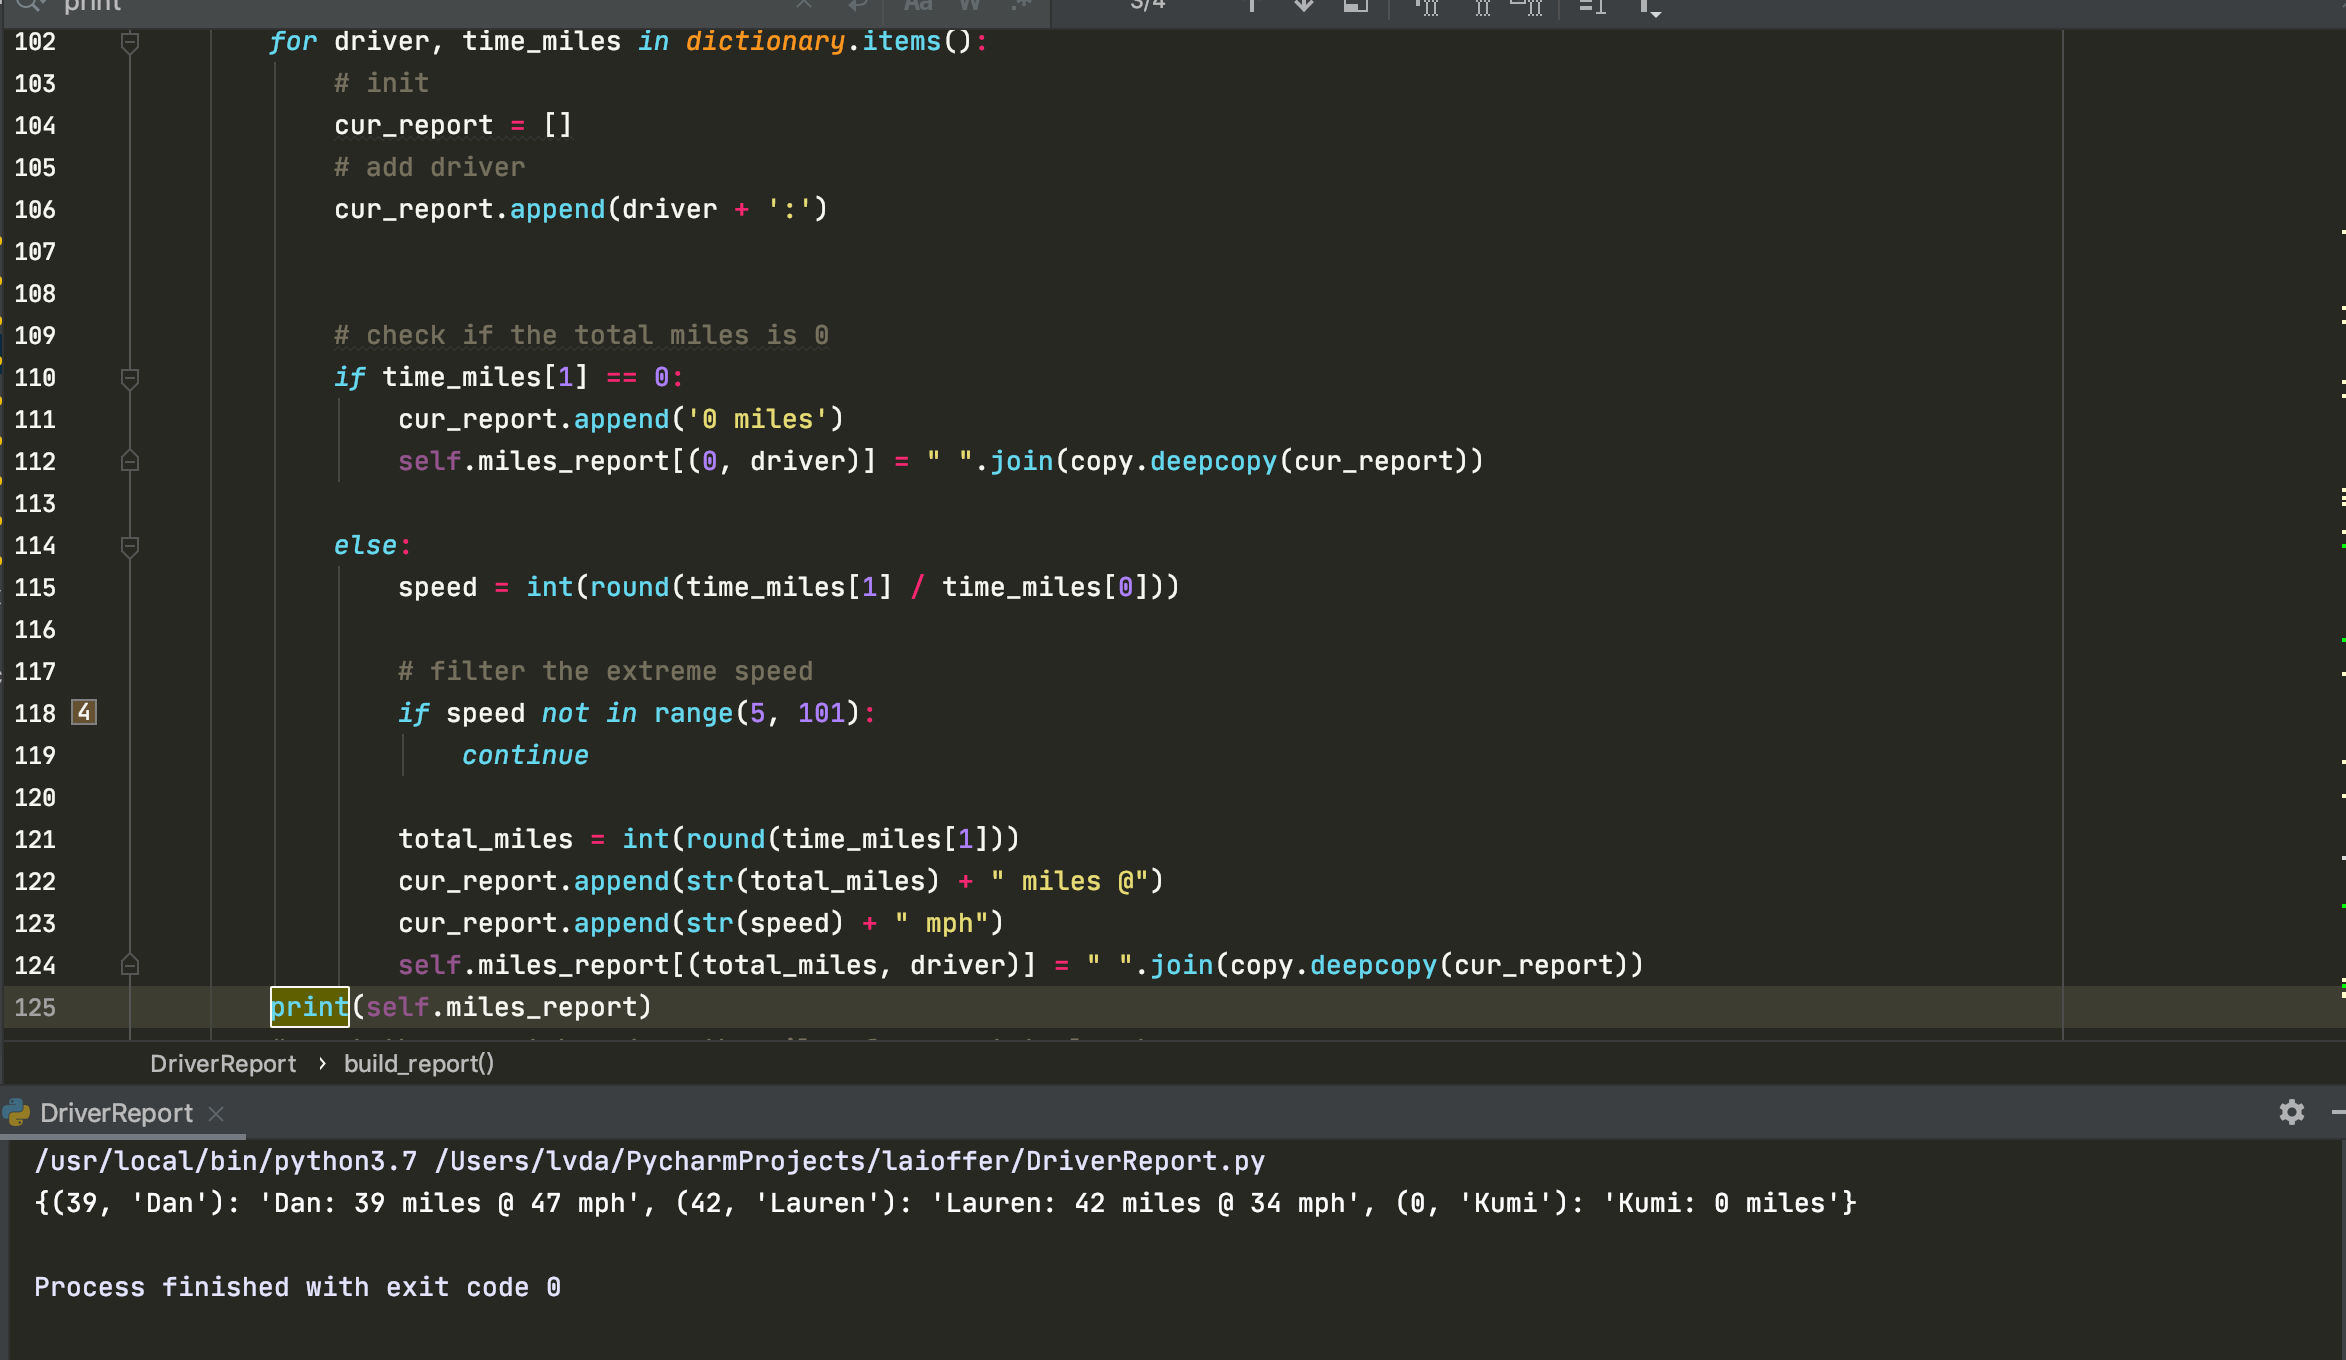 print
3/4
102 for driver, time_miles in dictionary.items():
103 # init
104 cur_report = []
105 # add driver
106 cur_report.append(driver + ':')
107
108
109 # check if the total miles is 0
110 if time_miles[1] == 0:
111 cur_report.append('0 miles')
112 self.miles_report[(0, driver)] = " ".join(copy.deepcopy(cur_report))
113
114 else:
115 speed = int(round(time_miles[1] / time_miles[0]))
116
117 # filter the extreme speed
118 4 if speed not in range(5, 101):
119 continue
120
121 total_miles = int(round(time_miles[1]))
122 cur_report.append(str(total_miles) + " miles @")
123 cur_report.append(str(speed) + " mph")
124 self.miles_report[(total_miles, driver)] = " ".join(copy.deepcopy(cur_report))
125 print(self.miles_report)
DriverReport › build_report()
DriverReport ×
/usr/local/bin/python3.7 /Users/lvda/PycharmProjects/laioffer/DriverReport.py
{(39, 'Dan'): 'Dan: 39 miles @ 47 mph', (42, 'Lauren'): 'Lauren: 42 miles @ 34 mph', (0, 'Kumi'): 'Kumi: 0 miles'}
Process finished with exit code 0